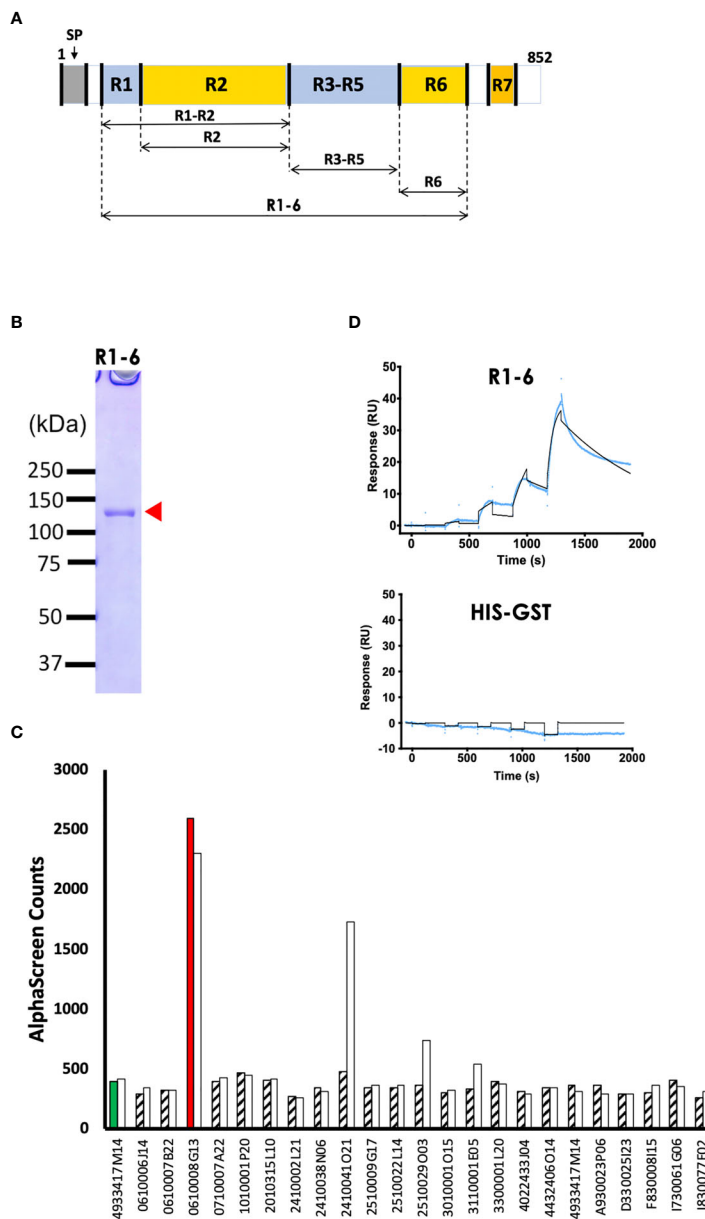 A
SP
1
852
R1
R2
R3-R5
R6
R7
R1-R2
R2
R3-R5
R6
R1-6
B
R1-6
(kDa)
250
150
100
75
50
37
D
R1-6
Response (RU)
50
40
30
20
10
0
0 500 1000 1500 2000
Time (s)
HIS-GST
Response (RU)
50
40
30
20
10
0
-10
0 500 1000 1500 2000
Time (s)
C
AlphaScreen Counts
3000
2500
2000
1500
1000
500
0
4933417M14
0610006J14
0610007B22
0610008G13
0710007A22
1010001P20
2010315L10
2410002L21
2410038N06
2410041O21
2510009G17
2510022L14
2510029O03
3010001O15
3110001E05
3300001L20
4022433J04
4432406O14
4933417M14
A930023P06
D330025I23
F830008I15
I730061G06
I830077F02